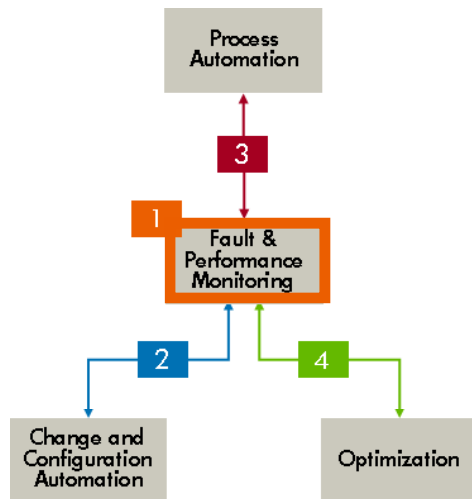 Process
Automation
3
1
Fault &
Performance
Monitoring
2
4
Change and
Configuration
Automation
Optimization